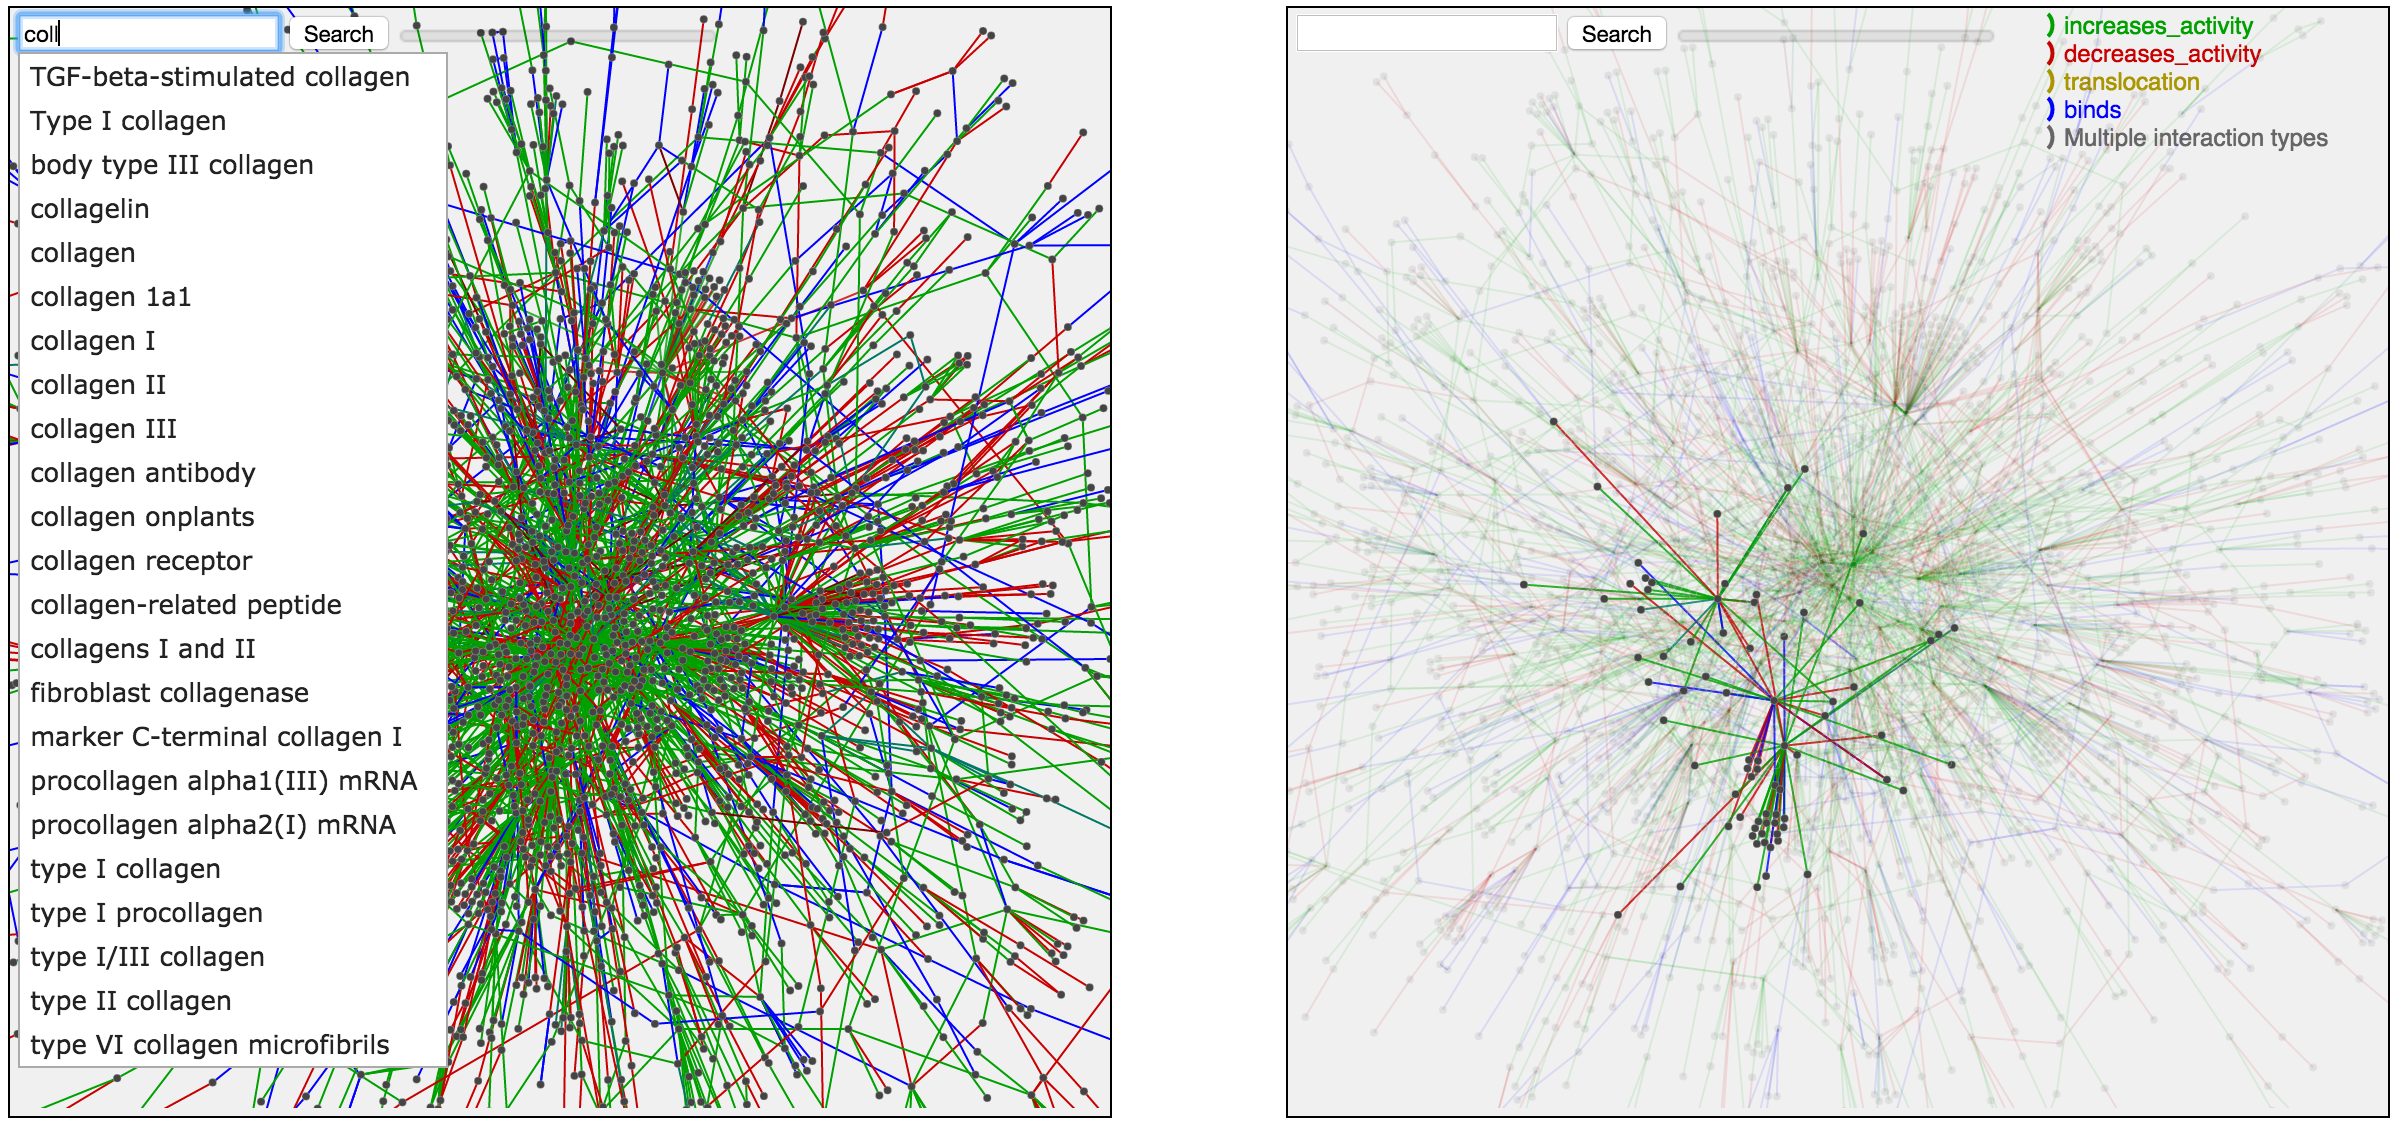 coll
Search
TGF-beta-stimulated collagen
Type I collagen
body type III collagen
collagelin
collagen
collagen 1a1
collagen I
collagen II
collagen III
collagen antibody
collagen onplants
collagen receptor
collagen-related peptide
collagens I and II
fibroblast collagenase
marker C-terminal collagen I
procollagen alpha1(III) mRNA
procollagen alpha2(I) mRNA
type I collagen
type I procollagen
type I/III collagen
type II collagen
type VI collagen microfibrils
Search
increases_activity
decreases_activity
translocation
binds
Multiple interaction types